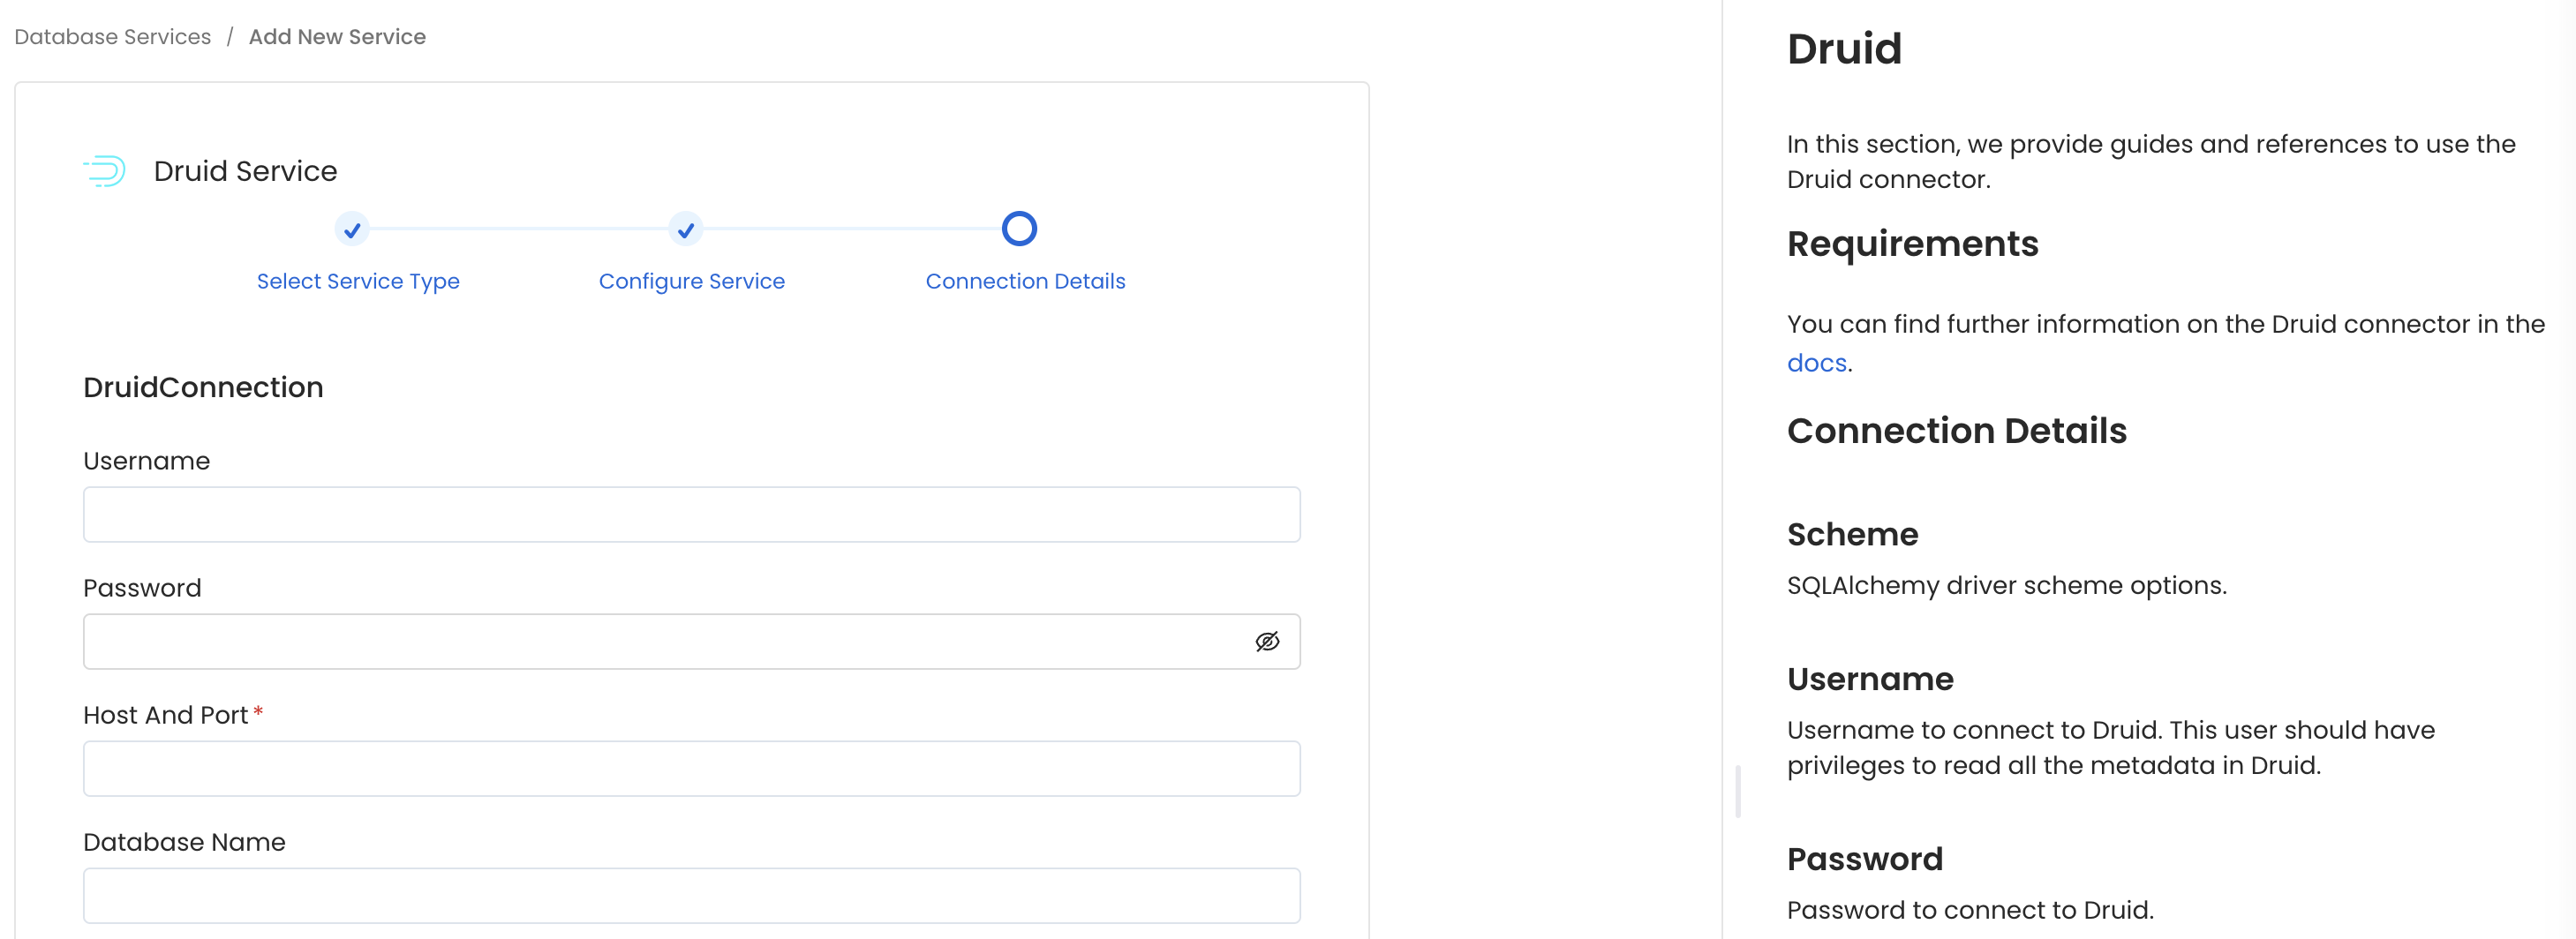 Database Services / Add New Service
Druid Service
Select Service Type
Configure Service
Connection Details
DruidConnection
Username
Password
Host And Port*
Database Name
Druid
In this section, we provide guides and references to use the
Druid connector.
Requirements
You can find further information on the Druid connector in the
docs.
Connection Details
Scheme
SQLAlchemy driver scheme options.
Username
Username to connect to Druid. This user should have
privileges to read all the metadata in Druid.
Password
Password to connect to Druid.